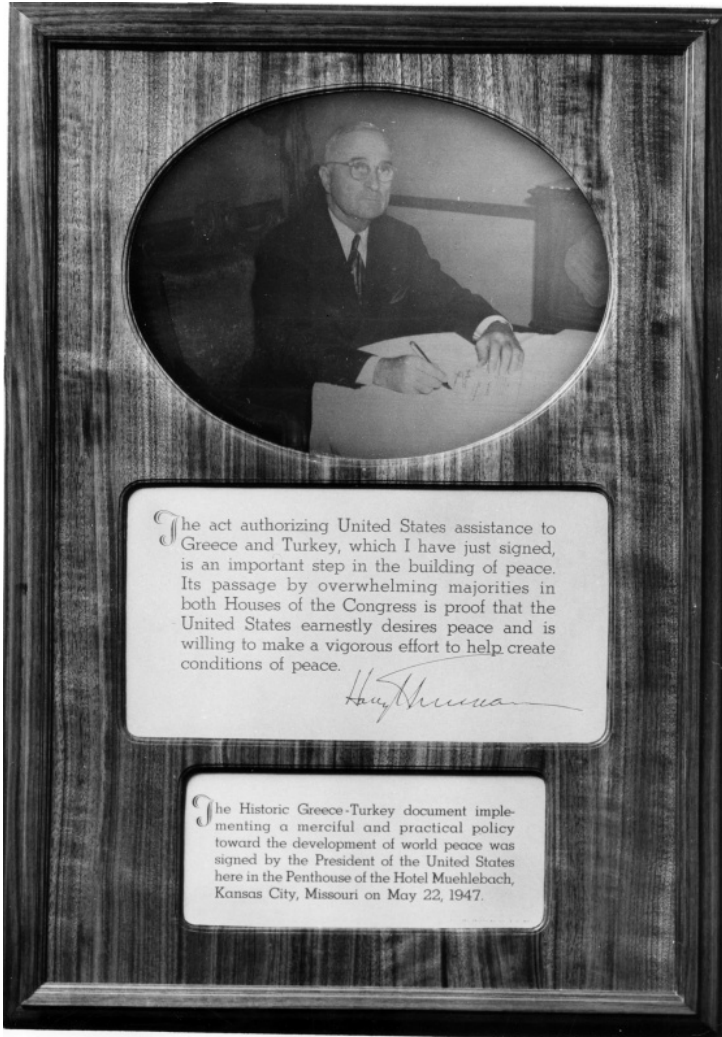 The act authorizing United States assistance to
Greece and Turkey, which I have just signed,
is an important step in the building of peace.
Its passage by overwhelming majorities in
both Houses of the Congress is proof that the
United States earnestly desires peace and is
willing to make a vigorous effort to help create
conditions of peace.
Harry S Truman
The Historic Greece-Turkey document imple-
menting a merciful and practical policy
toward the development of world peace was
signed by the President of the United States
here in the Penthouse of the Hotel Muehlebach,
Kansas City, Missouri on May 22, 1947.